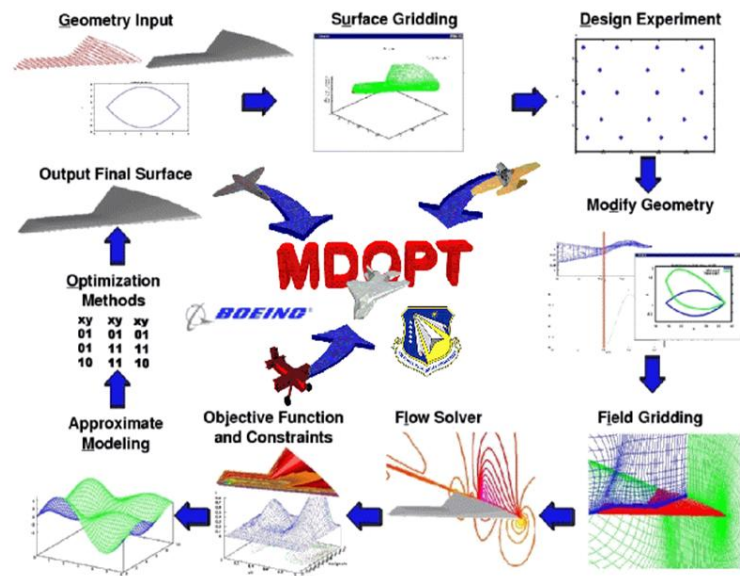 Geometry Input
Surface Gridding
Design Experiment
Output Final Surface
Modify Geometry
MDOPT
Optimization
Methods
xy xy xy
01 01 01
01 11 11
10 11 10
BOEING
Approximate
Modeling
Objective Function
and Constraints
Flow Solver
Field Gridding